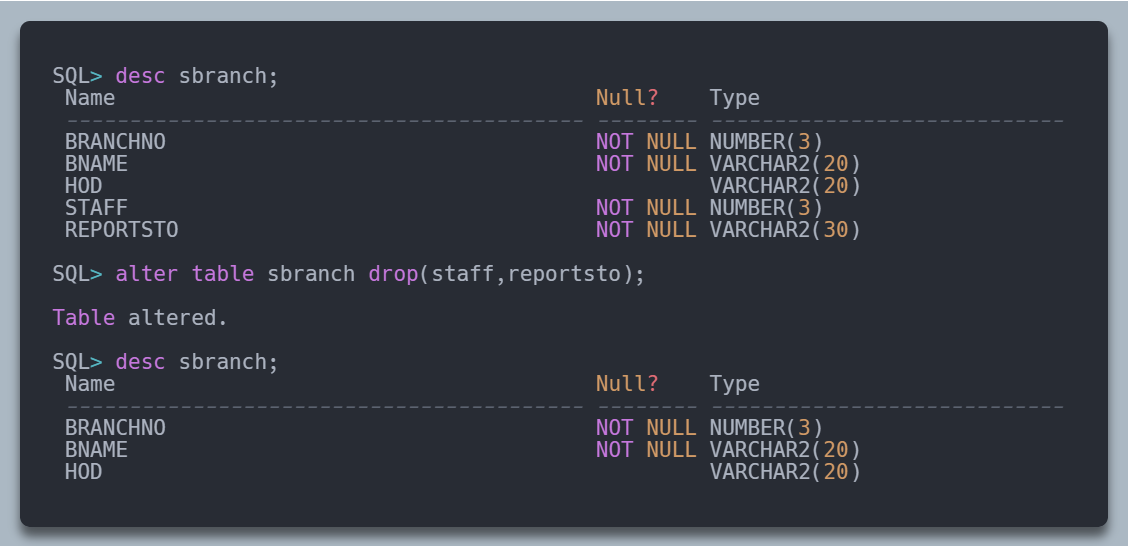 SQL> desc sbranch;
 Name                                      Null?    Type
 ----------------------------------------- -------- ----------------------------
 BRANCHNO                                  NOT NULL NUMBER(3)
 BNAME                                     NOT NULL VARCHAR2(20)
 HOD                                                VARCHAR2(20)
 STAFF                                     NOT NULL NUMBER(3)
 REPORTSTO                                 NOT NULL VARCHAR2(30)

SQL> alter table sbranch drop(staff,reportsto);

Table altered.

SQL> desc sbranch;
 Name                                      Null?    Type
 ----------------------------------------- -------- ----------------------------
 BRANCHNO                                  NOT NULL NUMBER(3)
 BNAME                                     NOT NULL VARCHAR2(20)
 HOD                                                VARCHAR2(20)